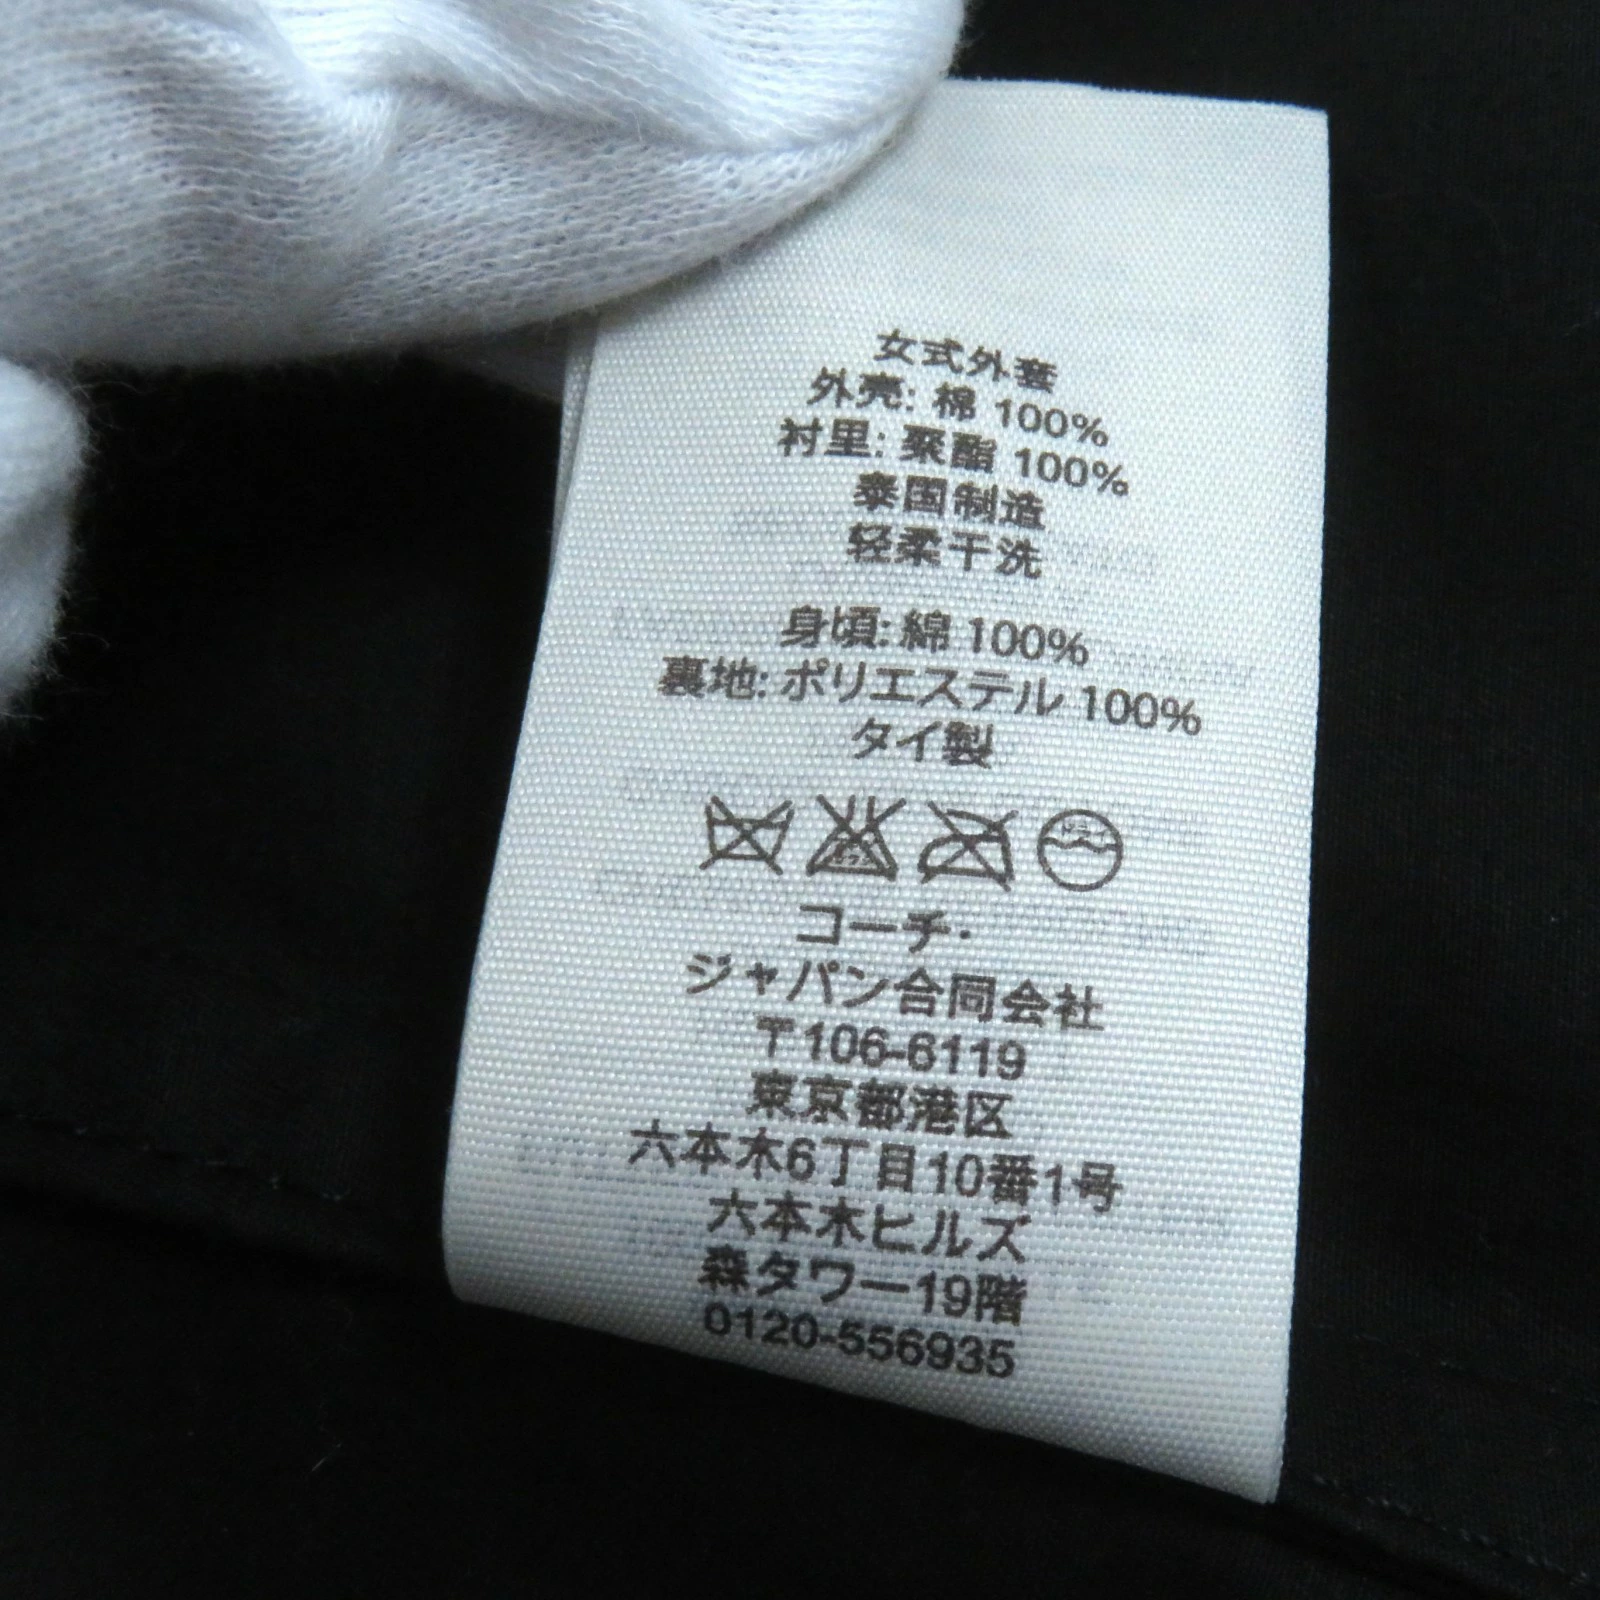 女式外套
外壳: 棉 100%
衬里: 聚酯 100%
泰国制造
轻柔干洗
身頃: 綿 100%
裏地: ポリエステル 100%
タイ製
コーチ・
ジャパン合同会社
〒106-6119
東京都港区
六本木6丁目10番1号
六本木ヒルズ
森タワー19階
0120-556935